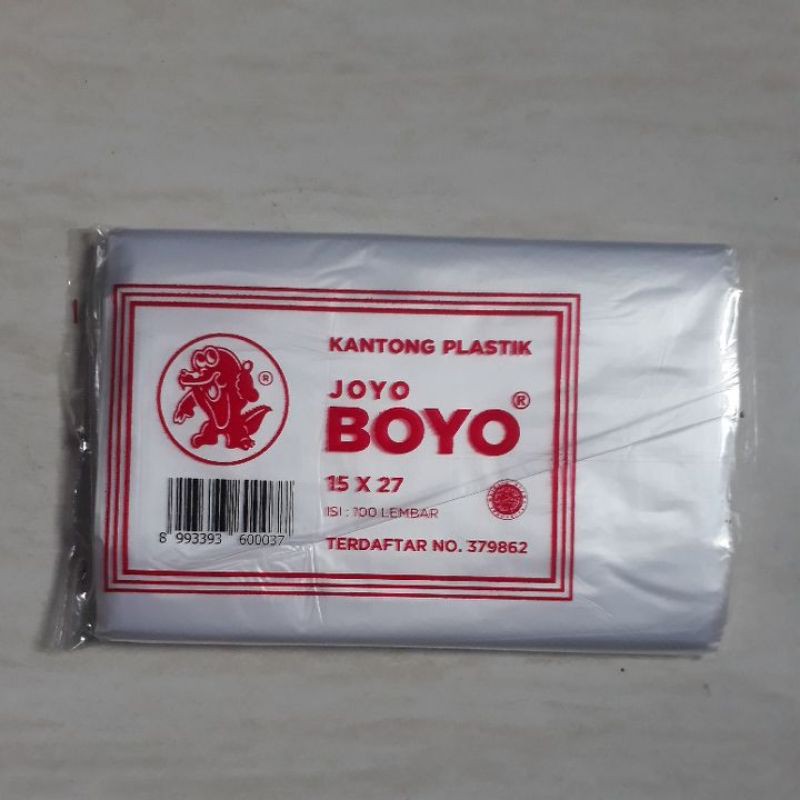 KANTONG PLASTIK
JOYO
BOYO®
®
15 X 27
ISI : 100 LEMBAR
TERDAFTAR NO. 379862
8 993393 600037